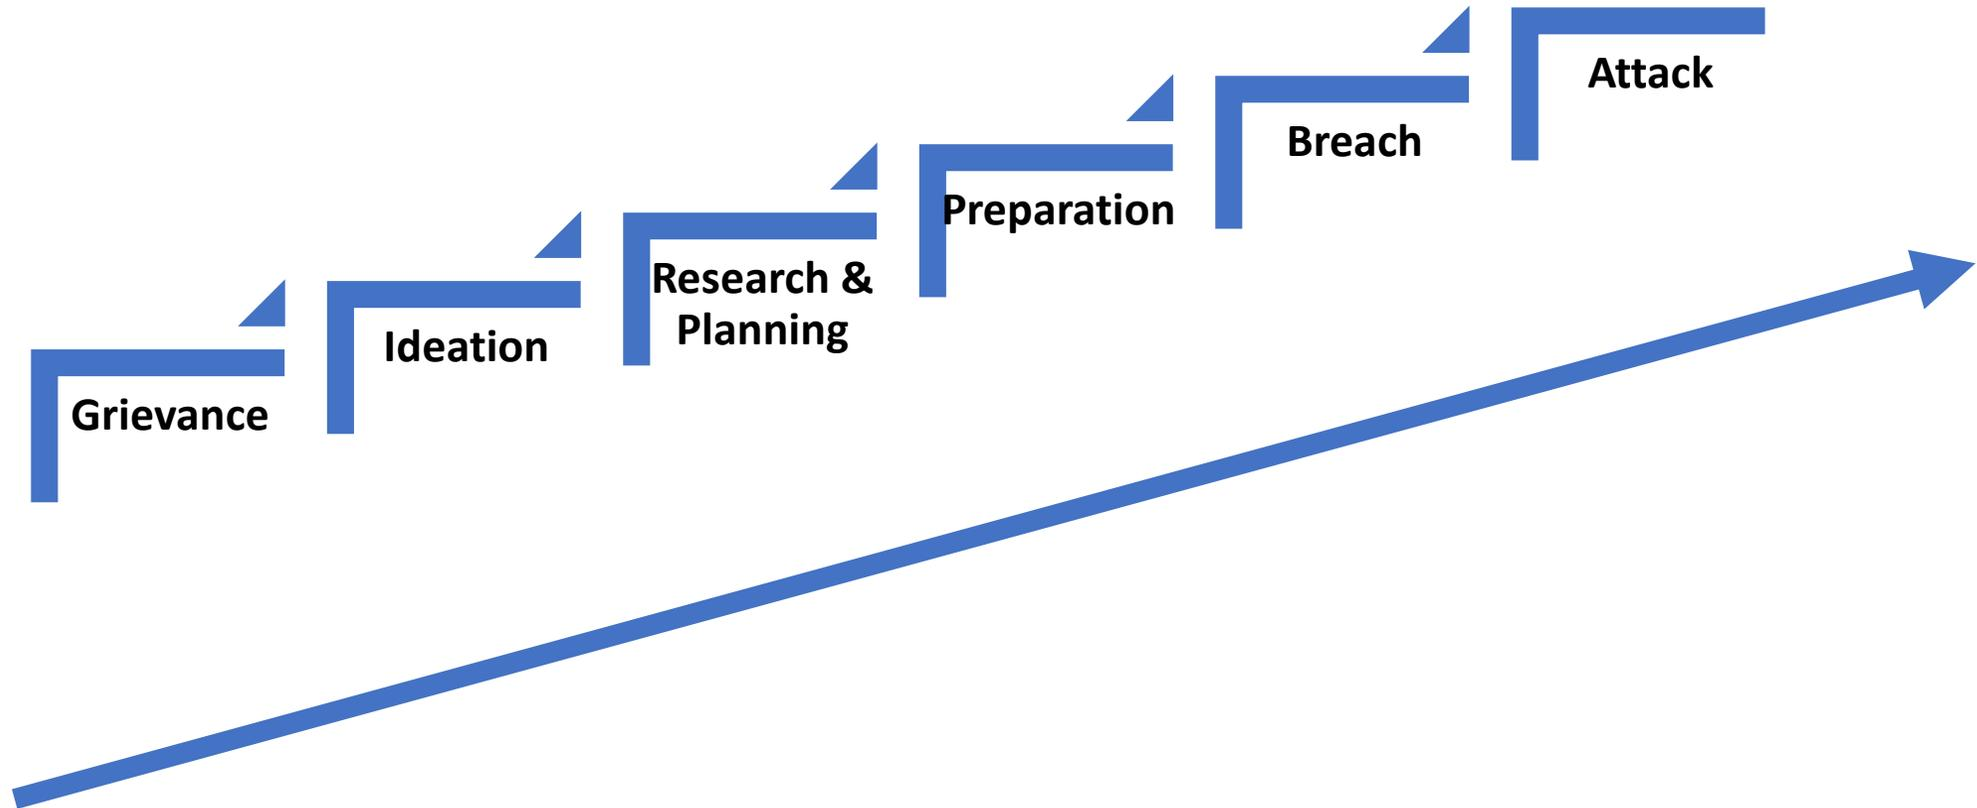 Grievance
Ideation
Research &
Planning
Preparation
Breach
Attack